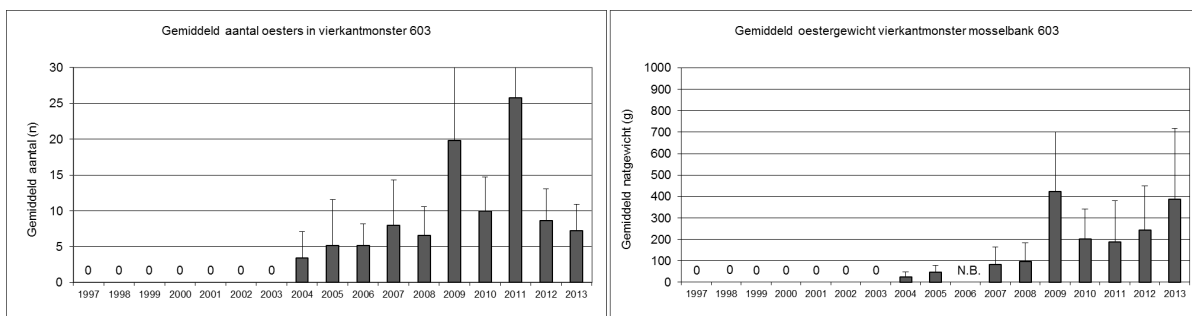 Gemiddeld aantal oesters in vierkantmonster 603
30
25
20
15
10
5
0
Gemiddeld aantal (n)
0 0 0 0 0 0 0
1997 1998 1999 2000 2001 2002 2003 2004 2005 2006 2007 2008 2009 2010 2011 2012 2013
Gemiddeld oestergewicht vierkantmonster mosselbank 603
1000
900
800
700
600
500
400
300
200
100
0
Gemiddeld natgewicht (g)
0 0 0 0 0 0 0 N.B.
1997 1998 1999 2000 2001 2002 2003 2004 2005 2006 2007 2008 2009 2010 2011 2012 2013